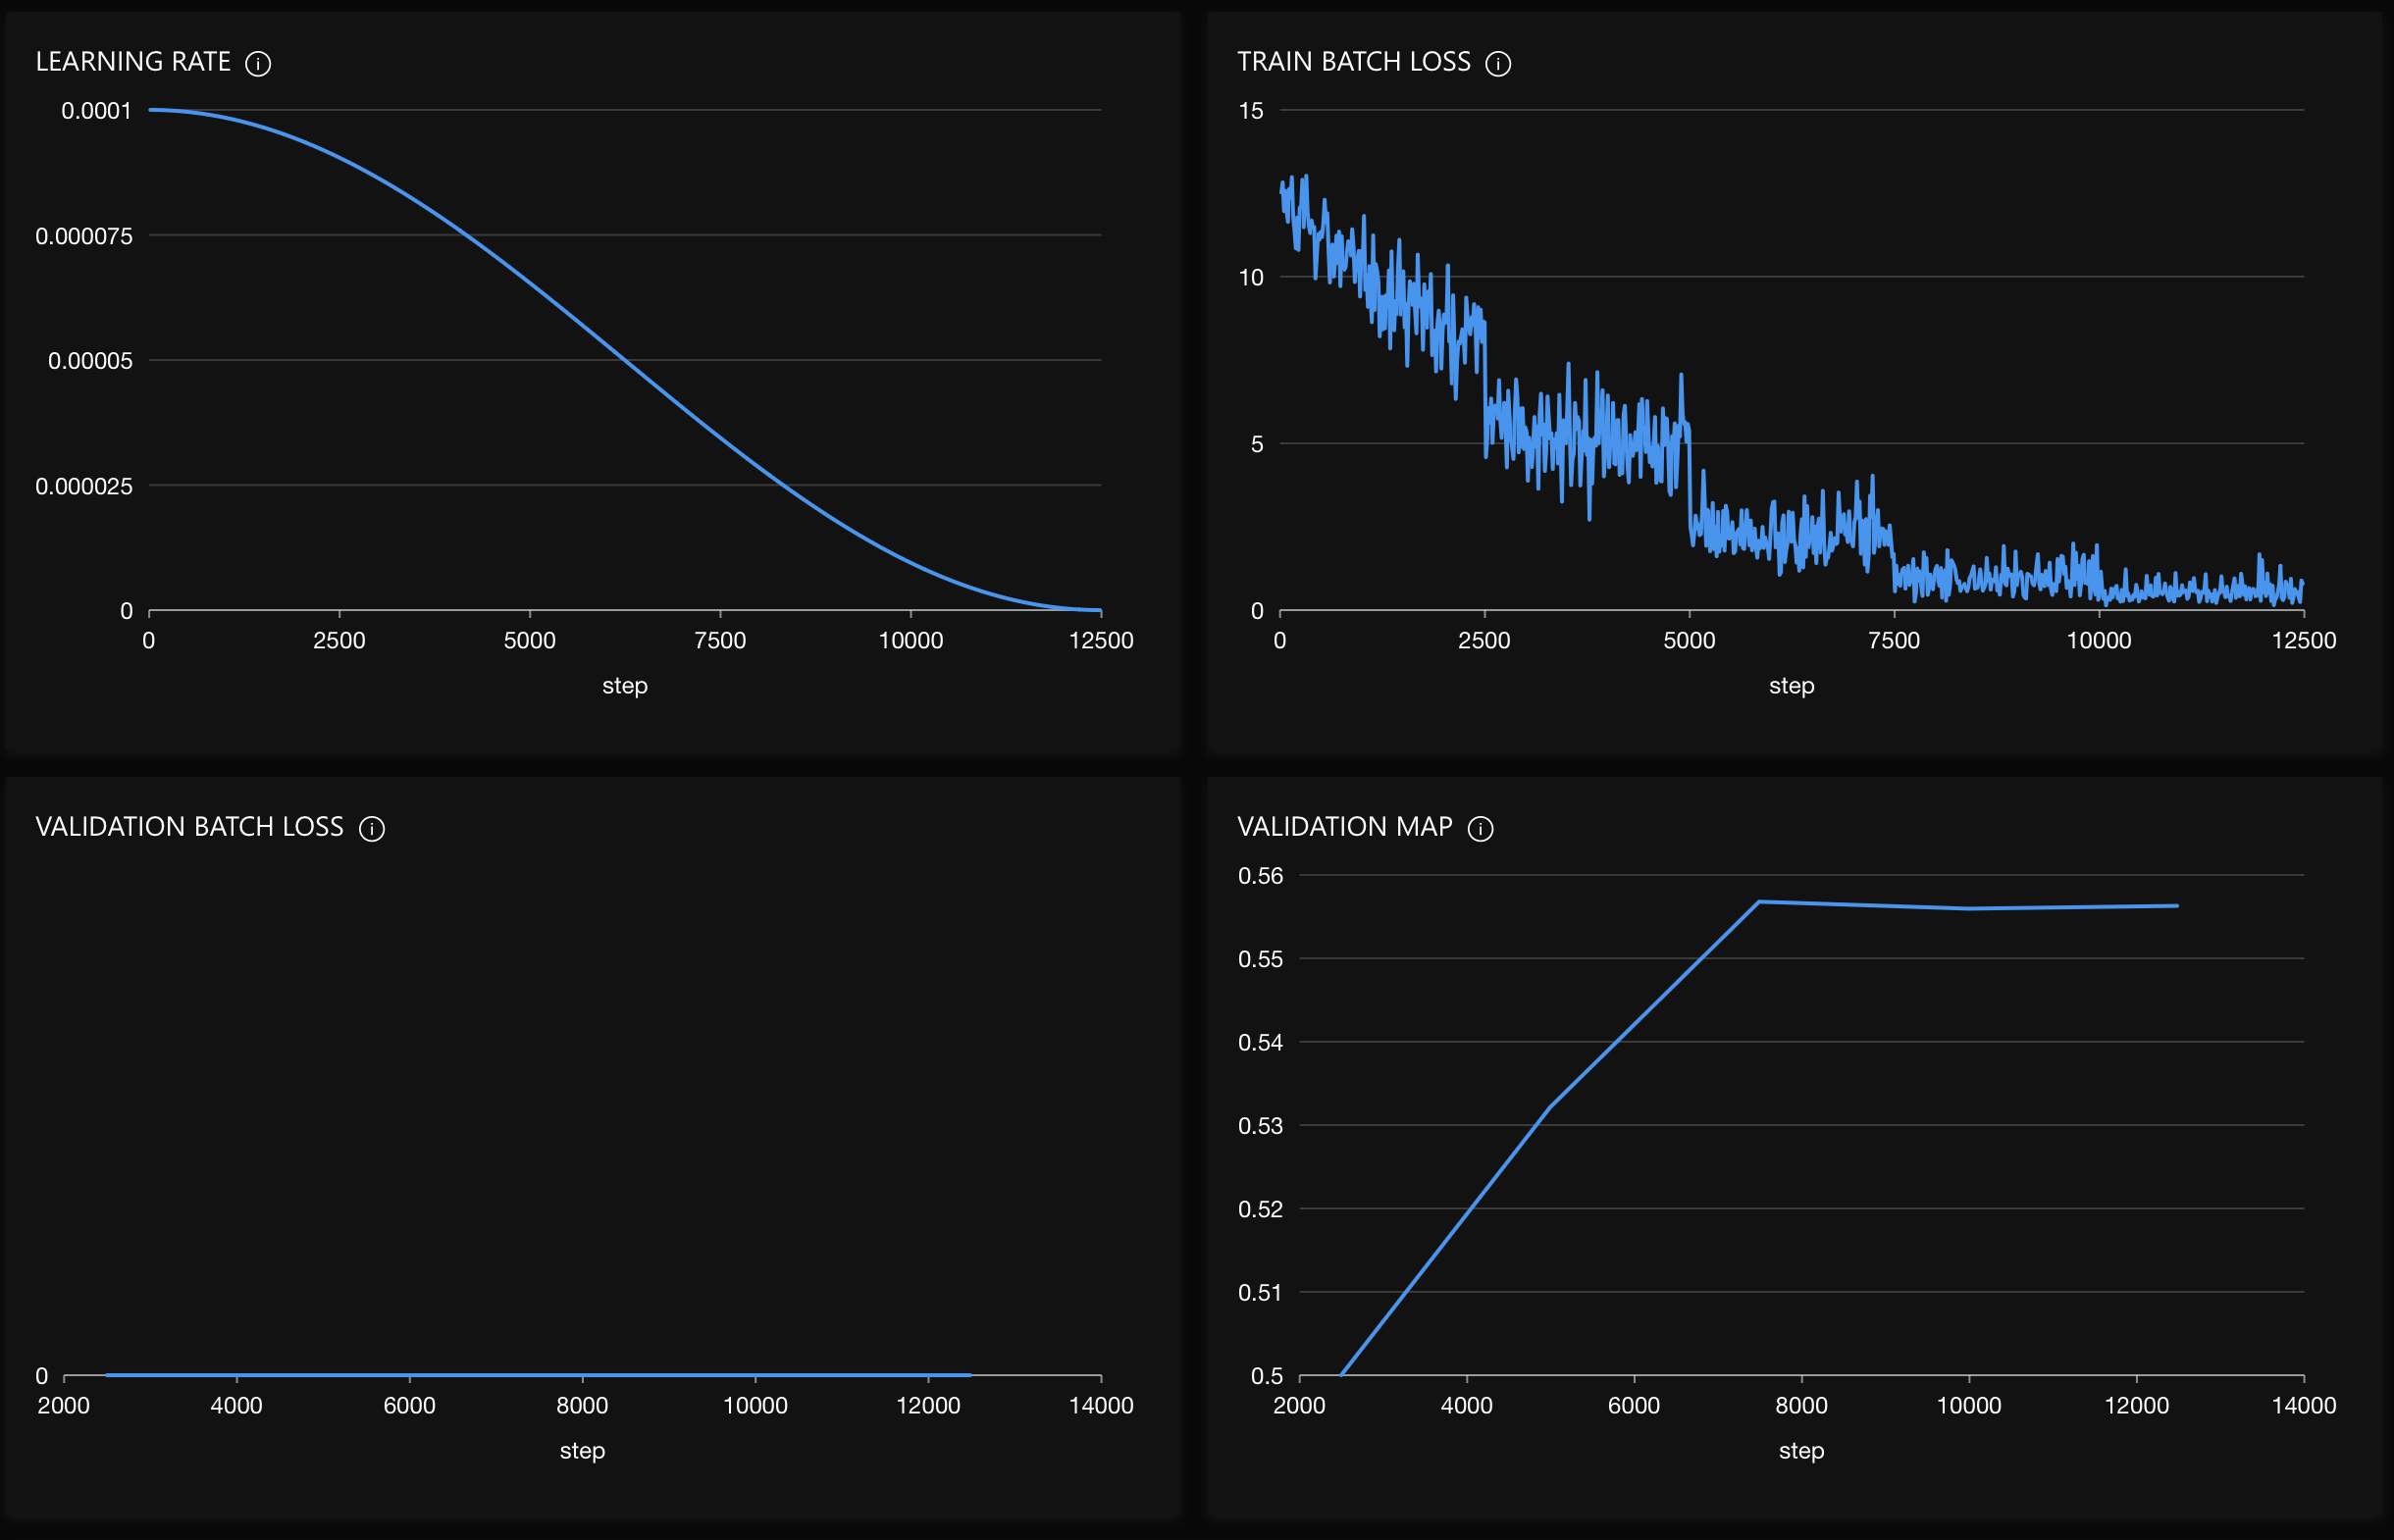 LEARNING RATE
0.0001
0.000075
0.00005
0.000025
0
0 2500 5000 7500 10000 12500
step
TRAIN BATCH LOSS
15
10
5
0
0 2500 5000 7500 10000 12500
step
VALIDATION BATCH LOSS
0
2000 4000 6000 8000 10000 12000 14000
step
VALIDATION MAP
0.56
0.55
0.54
0.53
0.52
0.51
0.5
2000 4000 6000 8000 10000 12000 14000
step